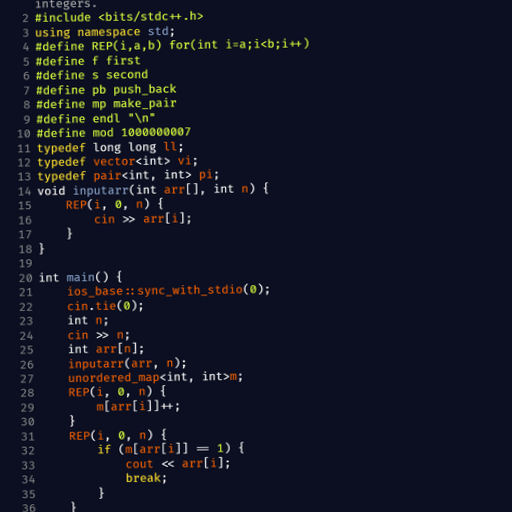 integers.
2 #include <bits/stdc++.h>
3 using namespace std;
4 #define REP(i,a,b) for(int i=a;i<b;i++)
5 #define f first
6 #define s second
7 #define pb push_back
8 #define mp make_pair
9 #define endl "\n"
10 #define mod 1000000007
11 typedef long long ll;
12 typedef vector<int> vi;
13 typedef pair<int, int> pi;
14 void inputarr(int arr[], int n) {
15     REP(i, 0, n) {
16         cin >> arr[i];
17     }
18 }
19
20 int main() {
21     ios_base::sync_with_stdio(0);
22     cin.tie(0);
23     int n;
24     cin >> n;
25     int arr[n];
26     inputarr(arr, n);
27     unordered_map<int, int>m;
28     REP(i, 0, n) {
29         m[arr[i]]++;
30     }
31     REP(i, 0, n) {
32         if (m[arr[i]] == 1) {
33             cout << arr[i];
34             break;
35         }
36     }